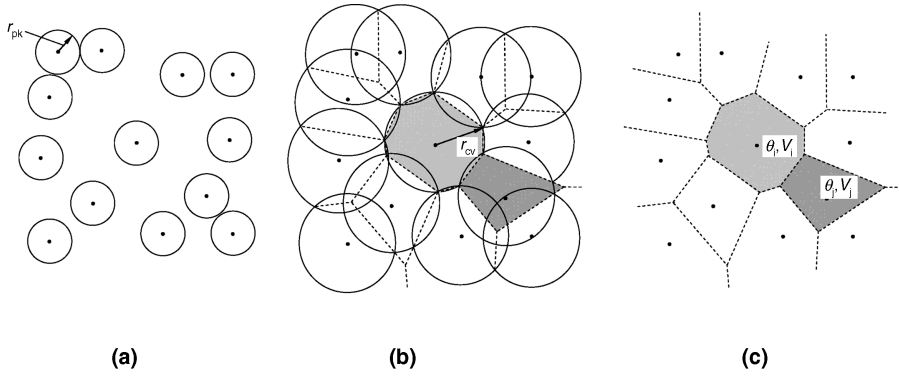 r_pk
r_cv
θ_i, V_i
θ_j, V_j
(a)
(b)
(c)